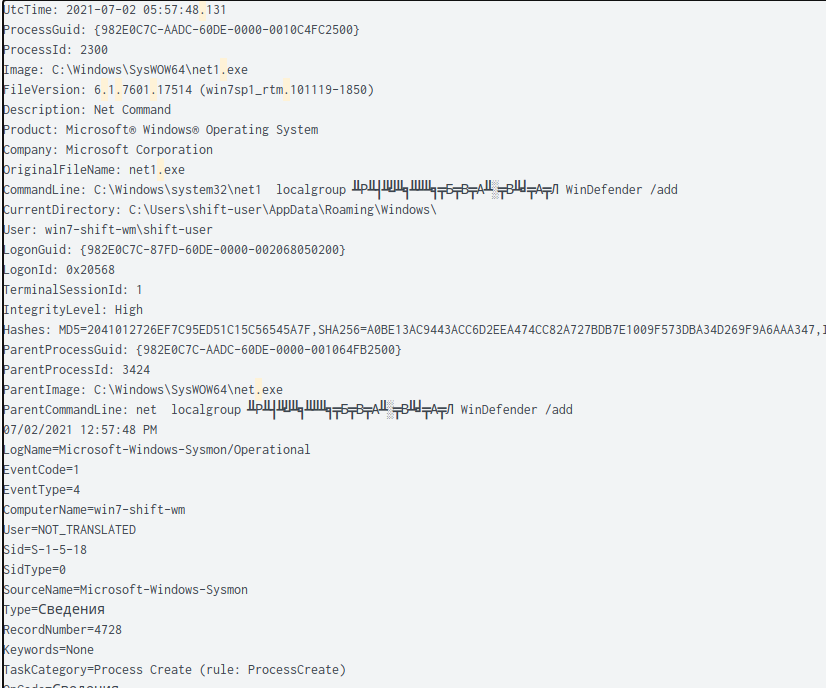 UtcTime: 2021-07-02 05:57:48.131
ProcessGuid: {982E0C7C-AADC-60DE-0000-0010C4FC2500}
ProcessId: 2300
Image: C:\Windows\SysWOW64\net1.exe
FileVersion: 6.1.7601.17514 (win7sp1_rtm.101119-1850)
Description: Net Command
Product: Microsoft® Windows® Operating System
Company: Microsoft Corporation
OriginalFileName: net1.exe
CommandLine: C:\Windows\system32\net1  localgroup ╨Р╨┤╨╝╨╕╨╜╨╕╤Б╤В╤А╨░╤В╨╛╤А╤Л WinDefender /add
CurrentDirectory: C:\Users\shift-user\AppData\Roaming\Windows\
User: win7-shift-wm\shift-user
LogonGuid: {982E0C7C-87FD-60DE-0000-002068050200}
LogonId: 0x20568
TerminalSessionId: 1
IntegrityLevel: High
Hashes: MD5=2041012726EF7C95ED51C15C56545A7F,SHA256=A0BE13AC9443ACC6D2EEA474CC82A727BDB7E1009F573DBA34D269F9A6AAA347,
ParentProcessGuid: {982E0C7C-AADC-60DE-0000-001064FB2500}
ParentProcessId: 3424
ParentImage: C:\Windows\SysWOW64\net.exe
ParentCommandLine: net  localgroup ╨Р╨┤╨╝╨╕╨╜╨╕╤Б╤В╤А╨░╤В╨╛╤А╤Л WinDefender /add
07/02/2021 12:57:48 PM
LogName=Microsoft-Windows-Sysmon/Operational
EventCode=1
EventType=4
ComputerName=win7-shift-wm
User=NOT_TRANSLATED
Sid=S-1-5-18
SidType=0
SourceName=Microsoft-Windows-Sysmon
Type=Сведения
RecordNumber=4728
Keywords=None
TaskCategory=Process Create (rule: ProcessCreate)
OpCode=Сведения